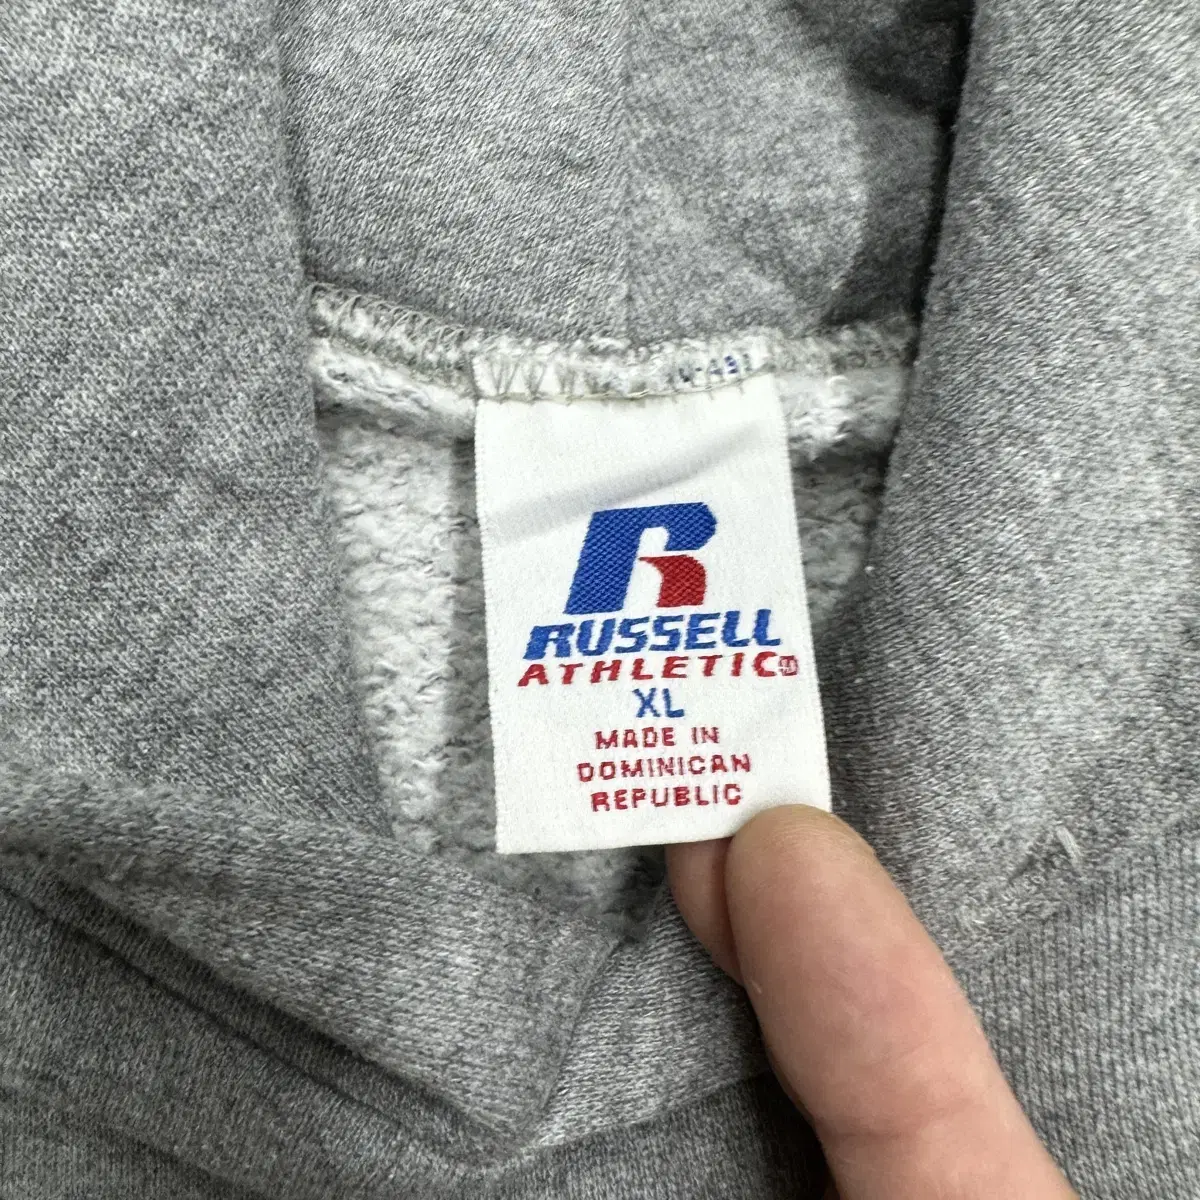 R
RUSSELL
ATHLETIC®
XL
MADE IN
DOMINICAN
REPUBLIC